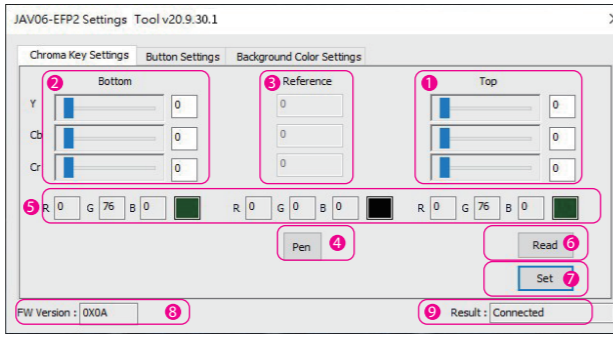 JAV06-EFP2 Settings Tool v20.9.30.1
Chroma Key Settings Button Settings Background Color Settings
2 Bottom 3 Reference 1 Top
Y 0 0 0
Cb 0 0 0
Cr 0 0 0
5 R 0 G 76 B 0 R 0 G 0 B 0 R 0 G 76 B 0
Pen 4 Read 6
Set 7
FW Version : 0X0A 8 9 Result : Connected